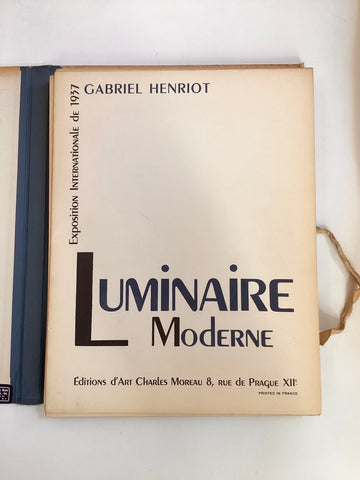 GABRIEL HENRIOT
Exposition Internationale de 1937
LUMINAIRE
MODERNE
Éditions d'Art Charles Moreau 8, rue de Prague XIIe
PRINTED IN FRANCE